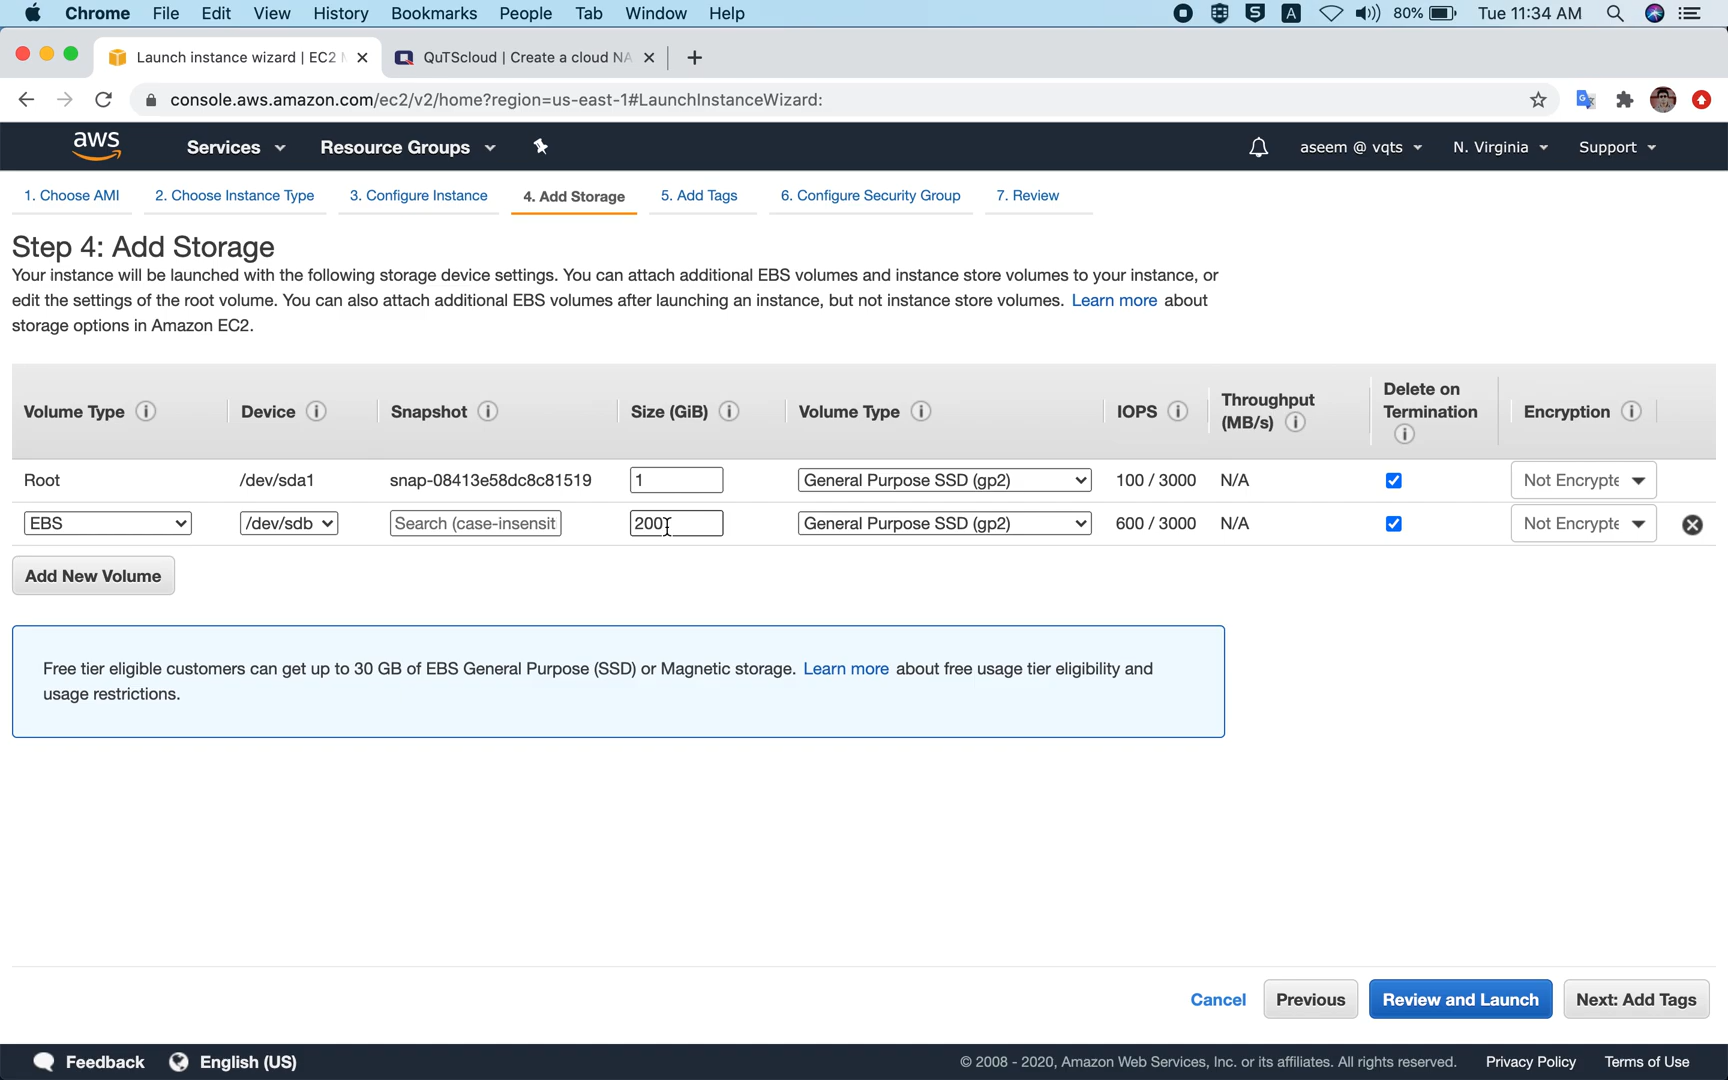 Chrome File Edit View History Bookmarks People Tab Window Help 80% Tue 11:34 AM
Launch instance wizard | EC2 M QuTScloud | Create a cloud NA
console.aws.amazon.com/ec2/v2/home?region=us-east-1#LaunchInstanceWizard:
aws Services Resource Groups aseem @ vqts N. Virginia Support
1. Choose AMI 2. Choose Instance Type 3. Configure Instance 4. Add Storage 5. Add Tags 6. Configure Security Group 7. Review
Step 4: Add Storage
Your instance will be launched with the following storage device settings. You can attach additional EBS volumes and instance store volumes to your instance, or
edit the settings of the root volume. You can also attach additional EBS volumes after launching an instance, but not instance store volumes. Learn more about
storage options in Amazon EC2.
Volume Type Device Snapshot Size (GiB) Volume Type IOPS Throughput (MB/s) Delete on Termination Encryption
Root /dev/sda1 snap-08413e58dc8c81519 1 General Purpose SSD (gp2) 100 / 3000 N/A Not Encrypte
EBS /dev/sdb Search (case-insensit 200 General Purpose SSD (gp2) 600 / 3000 N/A Not Encrypte
Add New Volume
Free tier eligible customers can get up to 30 GB of EBS General Purpose (SSD) or Magnetic storage. Learn more about free usage tier eligibility and
usage restrictions.
Cancel Previous Review and Launch Next: Add Tags
Feedback English (US) © 2008 - 2020, Amazon Web Services, Inc. or its affiliates. All rights reserved. Privacy Policy Terms of Use